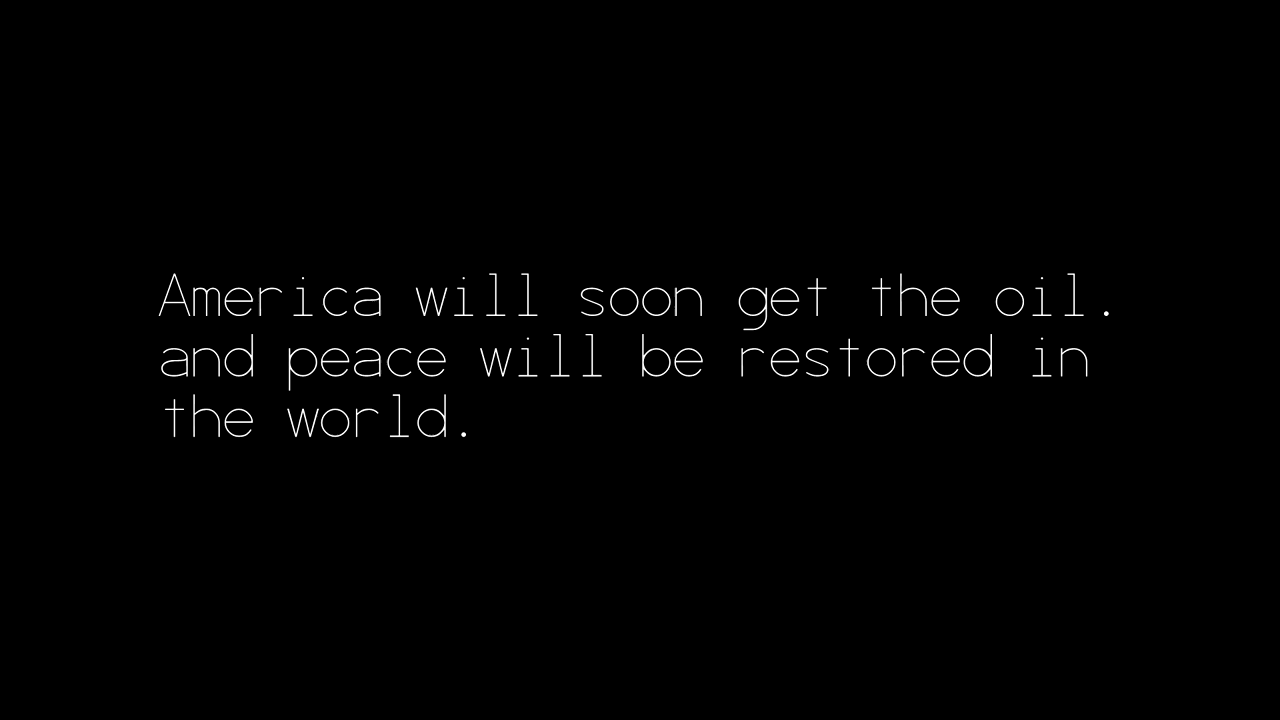 America will soon get the oil.
and peace will be restored in
the world.